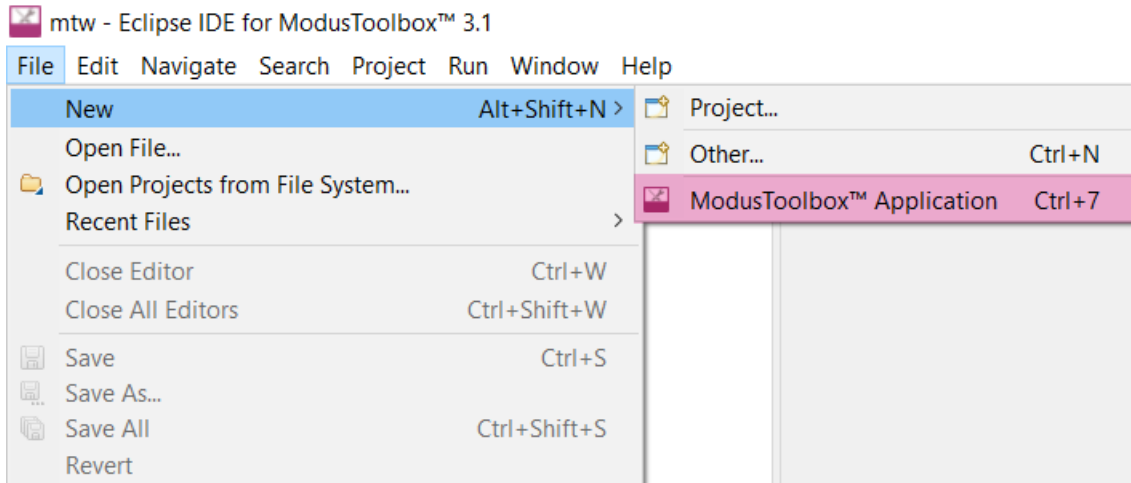 mtw - Eclipse IDE for ModusToolbox™ 3.1
File Edit Navigate Search Project Run Window Help
New Alt+Shift+N >
Open File...
Open Projects from File System...
Recent Files >
Close Editor Ctrl+W
Close All Editors Ctrl+Shift+W
Save Ctrl+S
Save As...
Save All Ctrl+Shift+S
Revert
Project...
Other... Ctrl+N
ModusToolbox™ Application Ctrl+7